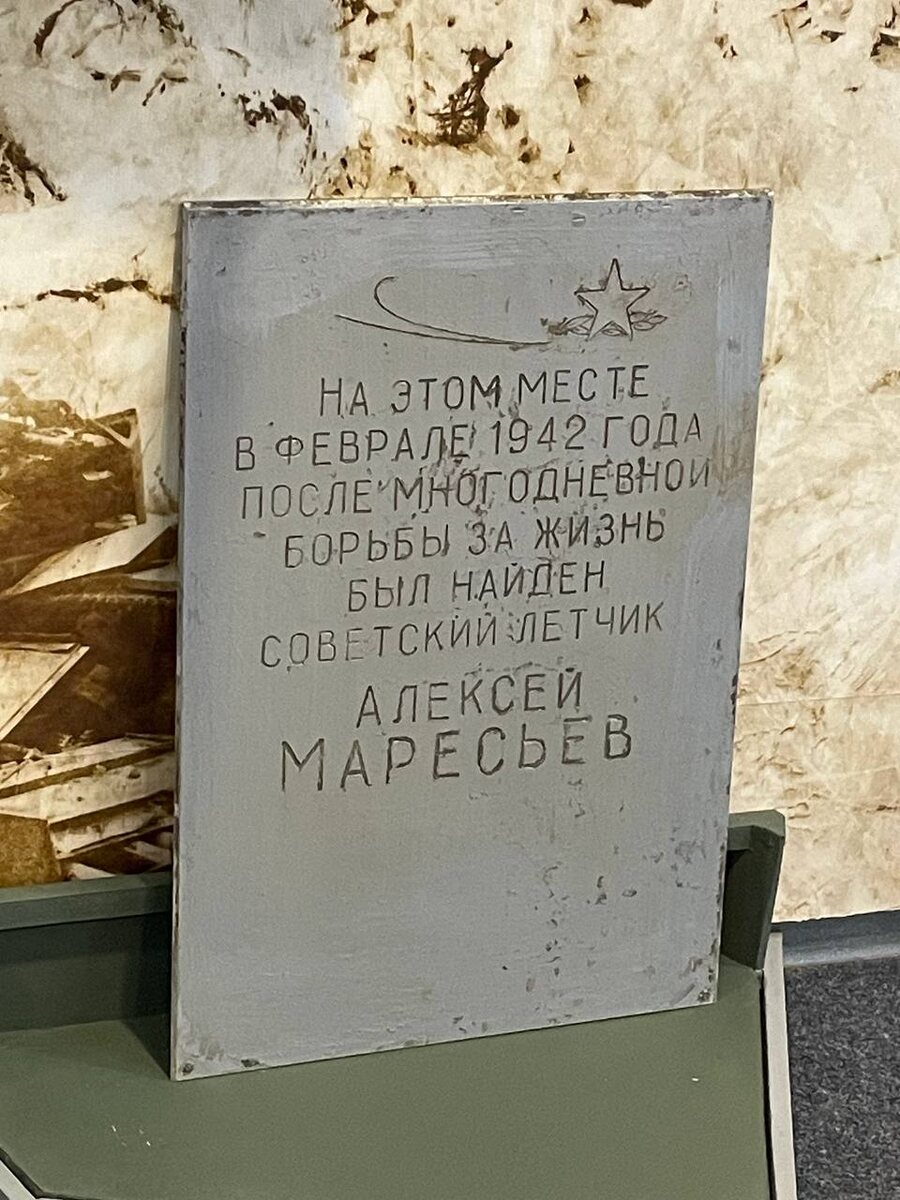 НА ЭТОМ МЕСТЕ
В ФЕВРАЛЕ 1942 ГОДА
ПОСЛЕ МНОГОДНЕВНОЙ
БОРЬБЫ ЗА ЖИЗНЬ
БЫЛ НАЙДЕН
СОВЕТСКИЙ ЛЕТЧИК
АЛЕКСЕЙ
МАРЕСЬЕВ